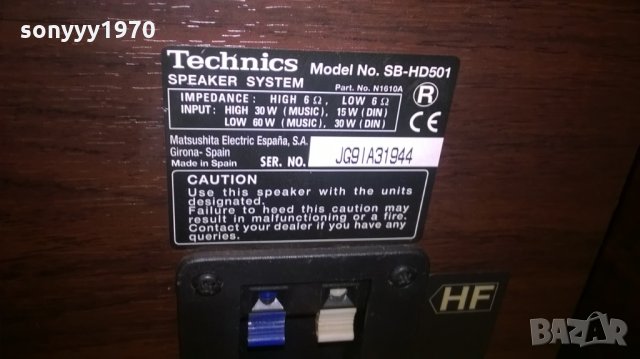 sonyyy1970
Technics Model No. SB-HD501
SPEAKER SYSTEM Part. No. N1610A
IMPEDANCE: HIGH 6 Ω, LOW 6 Ω
INPUT: HIGH 30 W (MUSIC), 15 W (DIN)
LOW 60 W (MUSIC), 30 W (DIN)
R
CE
Matsushita Electric España, S.A.
Girona- Spain
Made in Spain SER. NO. JG9IA31944
CAUTION
Use this speaker with the units
designated.
Failure to heed this caution may
result in malfunctioning or a fire.
Contact your dealer if you have any
queries.
HF
BAZAR